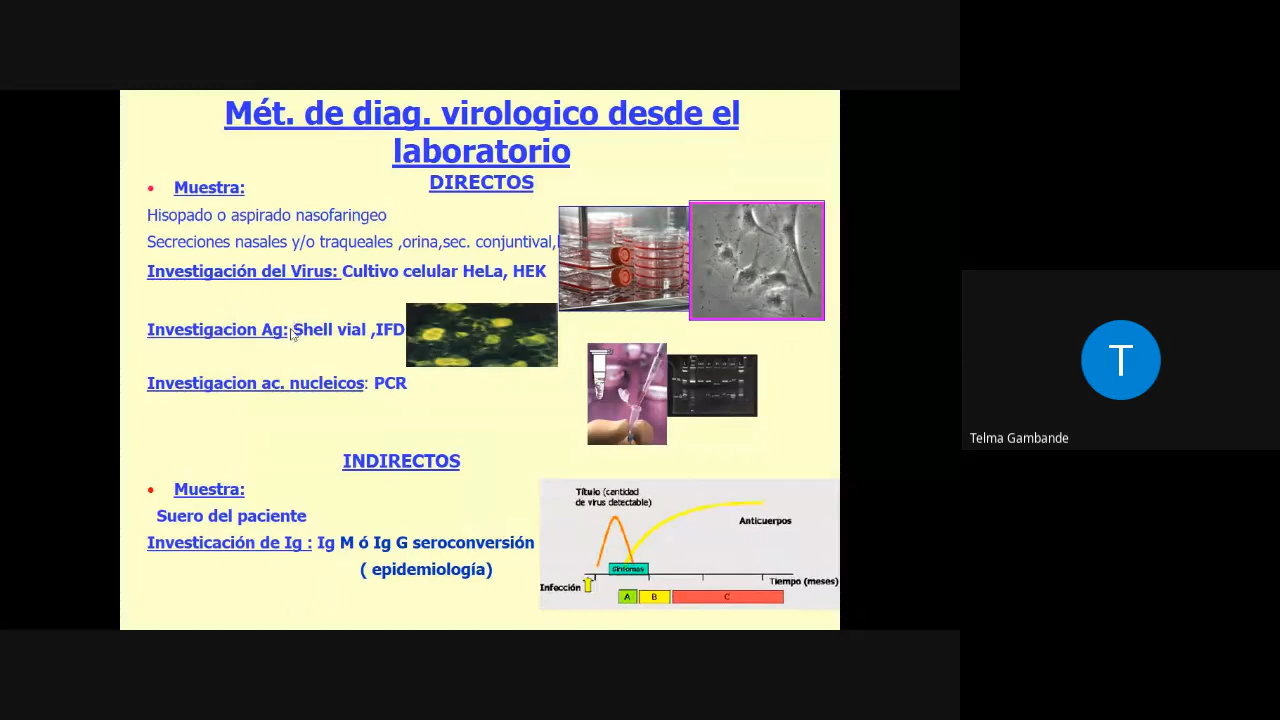 Mét. de diag. virologico desde el
laboratorio
DIRECTOS
• Muestra:
Hisopado o aspirado nasofaringeo
Secreciones nasales y/o traqueales ,orina,sec. conjuntival,
Investigación del Virus: Cultivo celular HeLa, HEK
Investigacion Ag: Shell vial ,IFD
Investigacion ac. nucleicos: PCR
INDIRECTOS
• Muestra:
Suero del paciente
Investicación de Ig : Ig M ó Ig G seroconversión
( epidemiología)
Título (cantidad
de virus detectable)
Anticuerpos
Síntomas
Infección
Tiempo (meses)
A B C
T
Telma Gambande